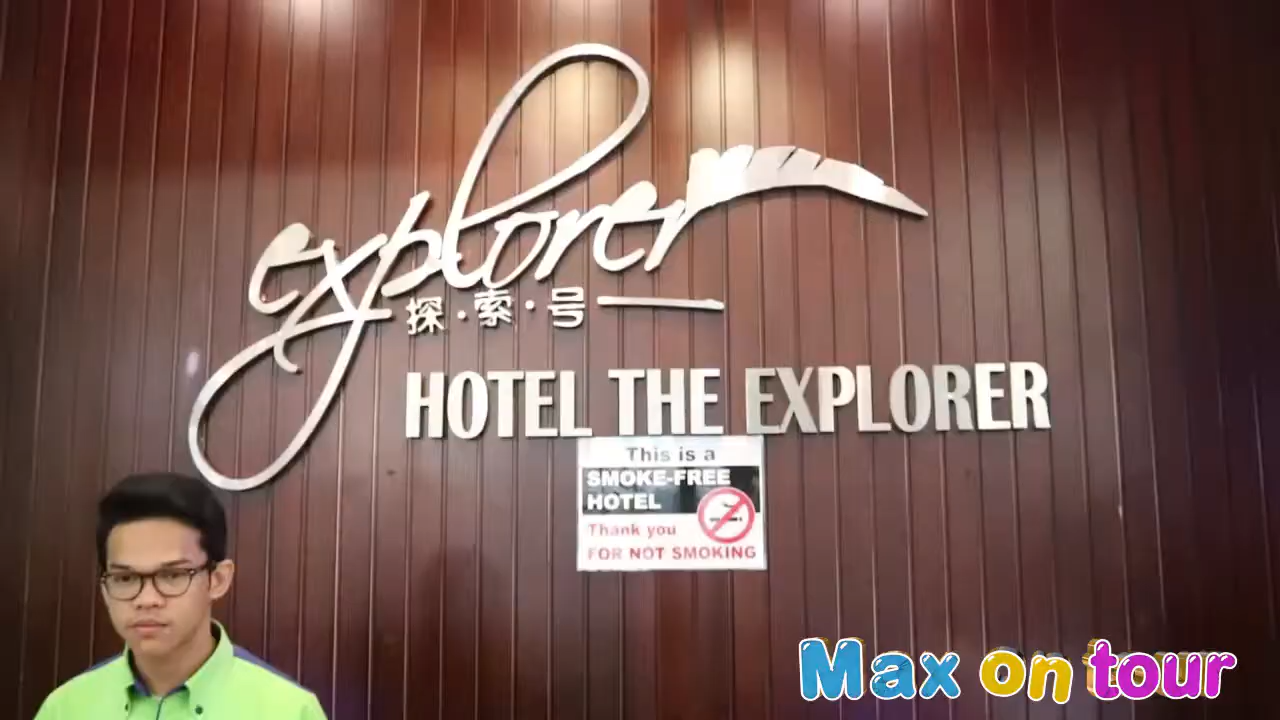 explorer
探·索·号
HOTEL THE EXPLORER
This is a
SMOKE-FREE
HOTEL
Thank you
FOR NOT SMOKING
Max on tour